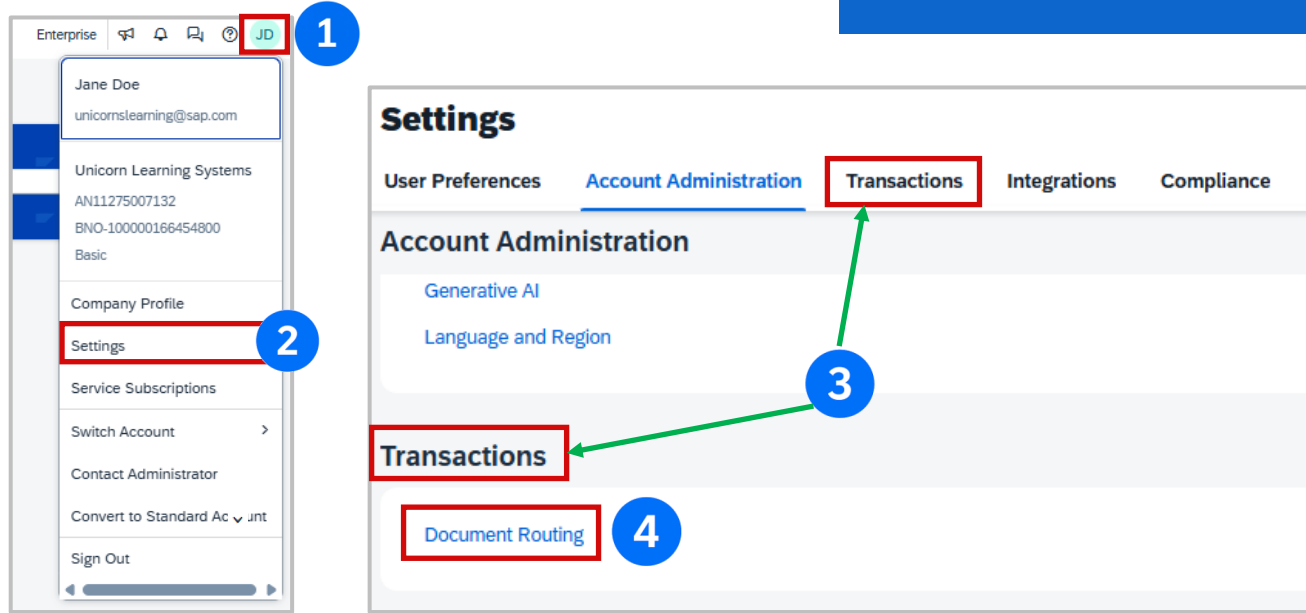 Enterprise JD
1
Jane Doe
unicornslearning@sap.com
Unicorn Learning Systems
AN11275007132
BNO-100000166454800
Basic
Company Profile
Settings
2
Service Subscriptions
Switch Account
Contact Administrator
Convert to Standard Ac unt
Sign Out
Settings
User Preferences Account Administration Transactions Integrations Compliance
Account Administration
Generative AI
Language and Region
3
Transactions
Document Routing
4